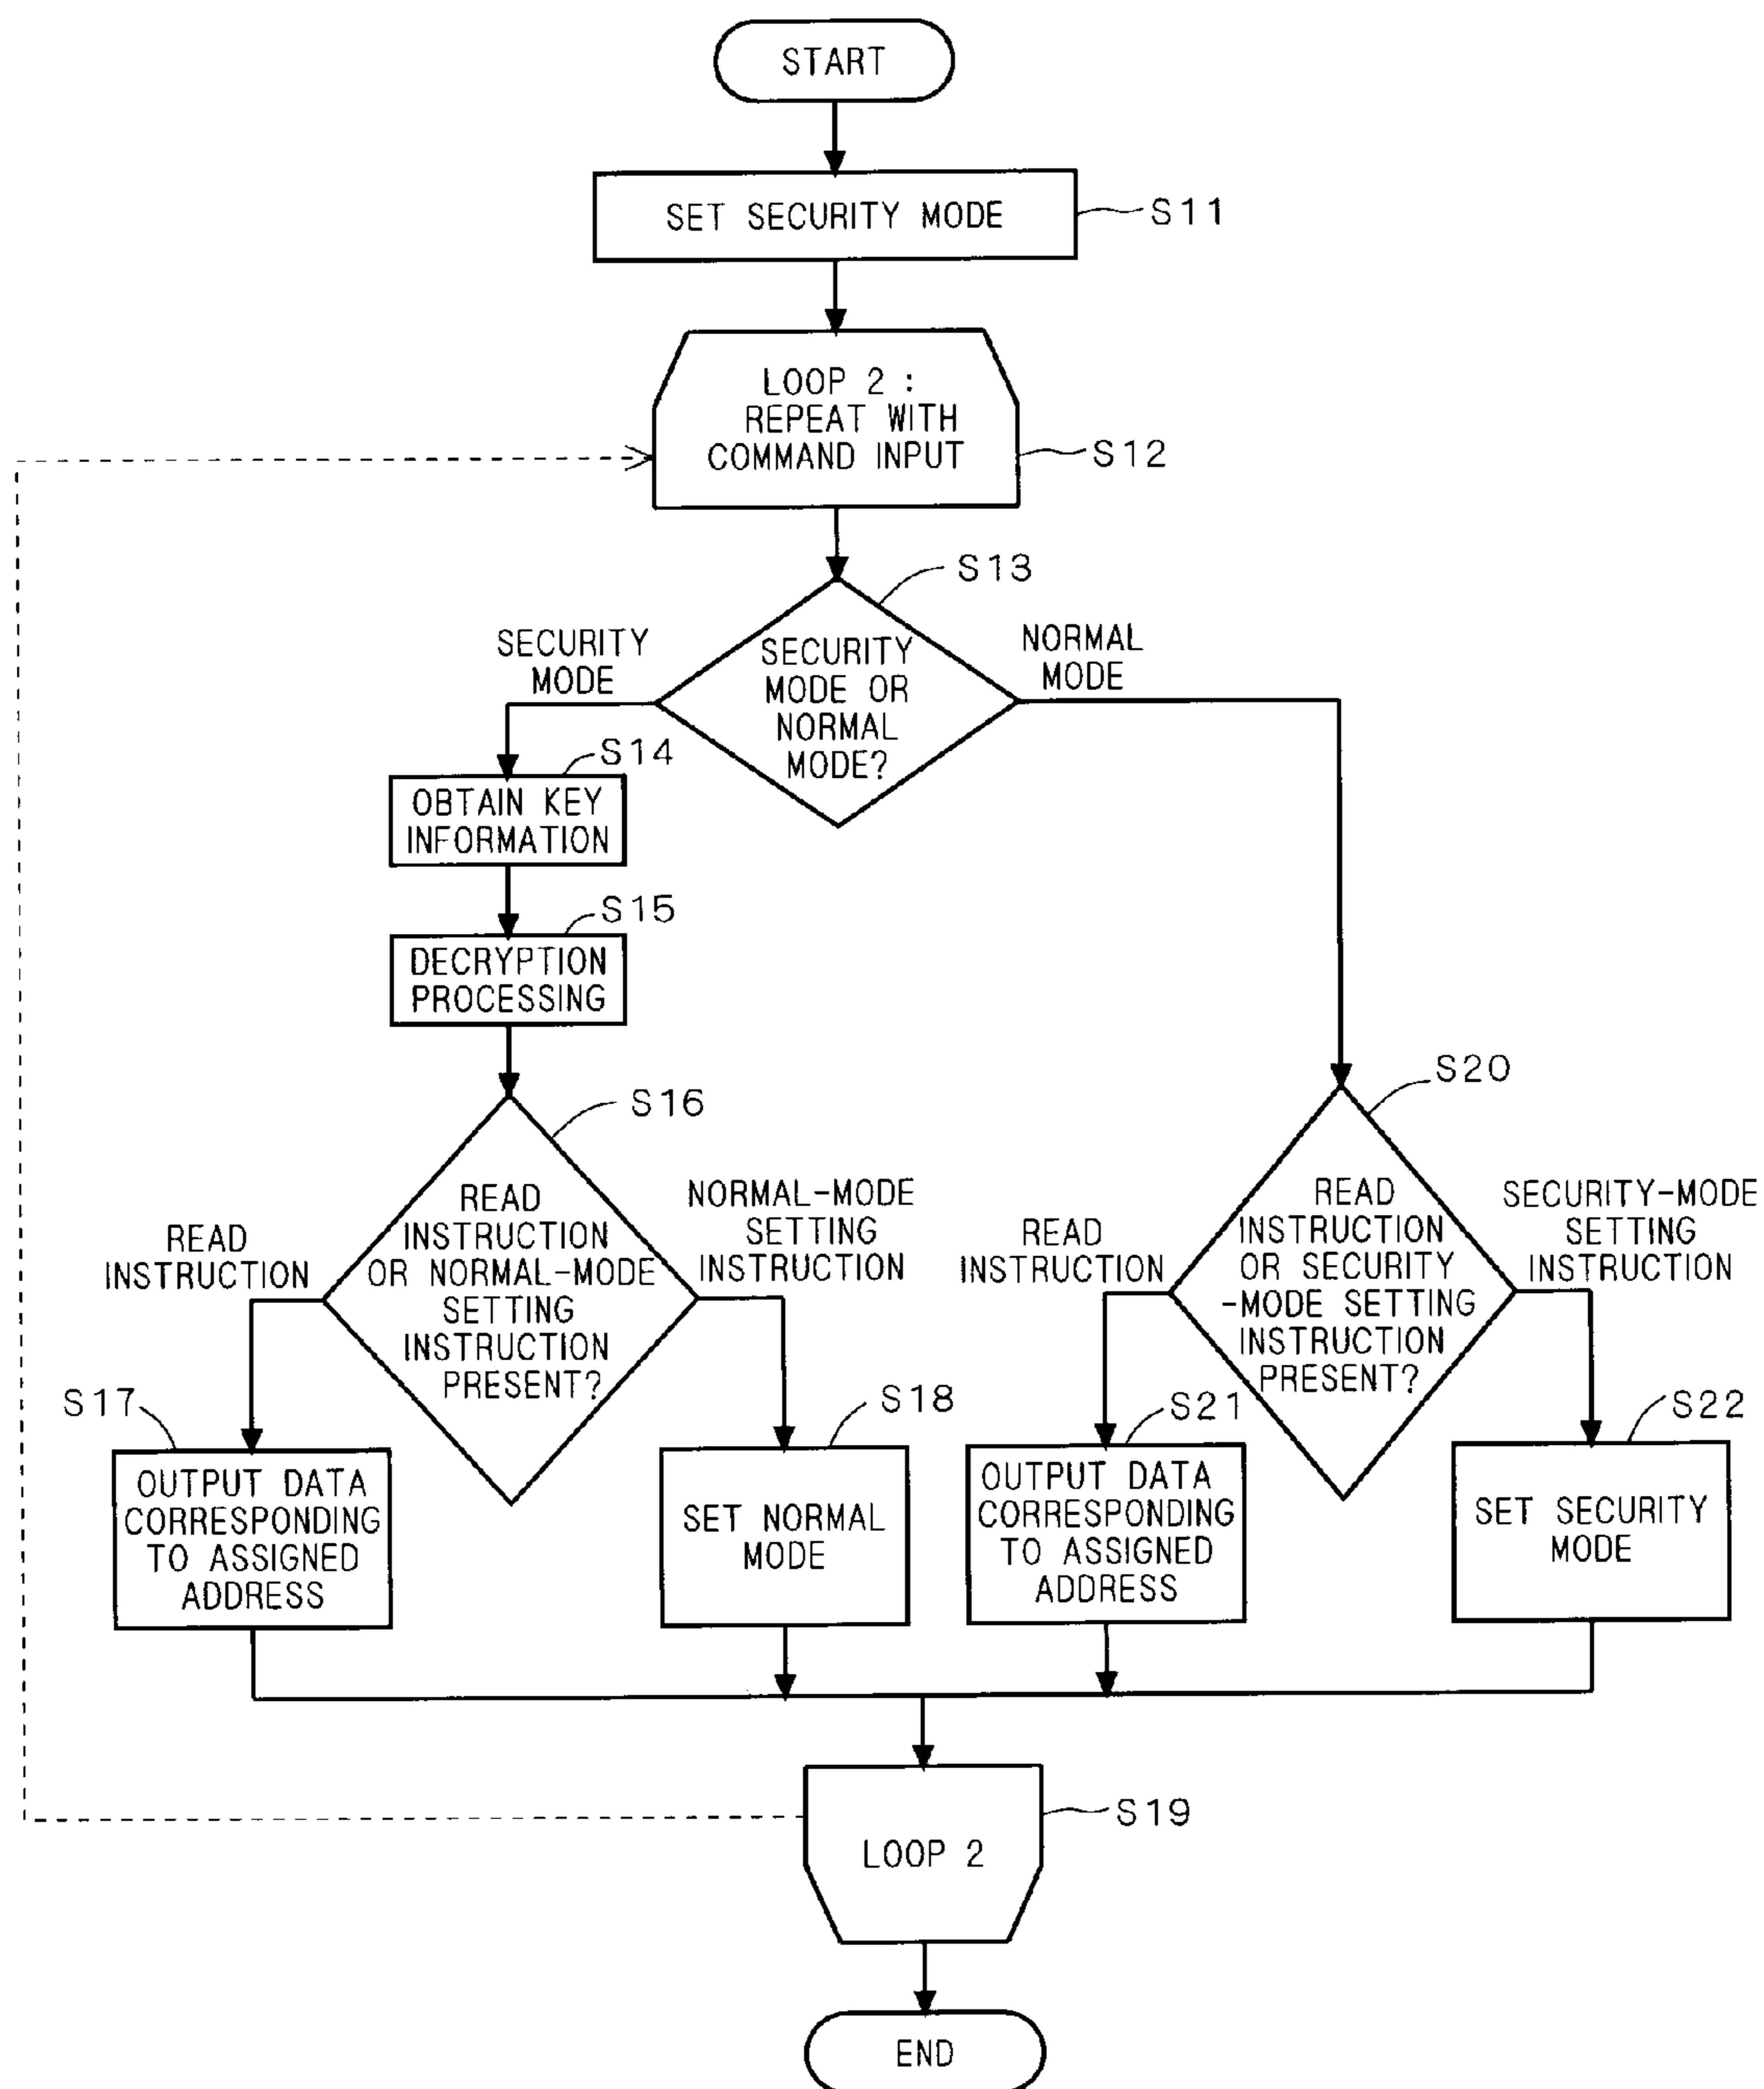 START
SET SECURITY MODE
S11
LOOP 2 :
REPEAT WITH
COMMAND INPUT
S12
S13
SECURITY
MODE
SECURITY
MODE OR
NORMAL
MODE?
NORMAL
MODE
S14
OBTAIN KEY
INFORMATION
S15
DECRYPTION
PROCESSING
S16
READ
INSTRUCTION
READ
INSTRUCTION
OR NORMAL-MODE
SETTING
INSTRUCTION
PRESENT?
NORMAL-MODE
SETTING
INSTRUCTION
S20
READ
INSTRUCTION
READ
INSTRUCTION
OR SECURITY
-MODE SETTING
INSTRUCTION
PRESENT?
SECURITY-MODE
SETTING
INSTRUCTION
S17
OUTPUT DATA
CORRESPONDING
TO ASSIGNED
ADDRESS
S18
SET NORMAL
MODE
S21
OUTPUT DATA
CORRESPONDING
TO ASSIGNED
ADDRESS
S22
SET SECURITY
MODE
S19
LOOP 2
END